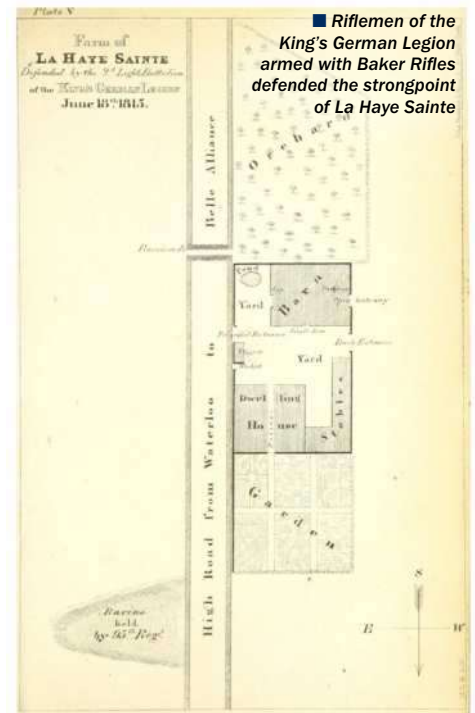 Plate V
Farm of
LA HAYE SAINTE
Defended by the 2d Light Battalion
of the KING'S GERMAN LEGION
June 18th 1815.
■ Riflemen of the
King's German Legion
armed with Baker Rifles
defended the strongpoint
of La Haye Sainte
Orchard
High Road from Waterloo to Belle Alliance
Pond
Barn
Yard
Yard
Dwelling
House
Stables
Garden
Ravine
held
by 95th Regt
S
E
W